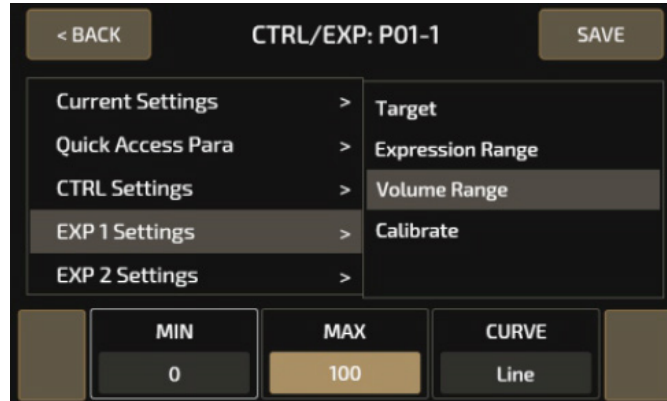 < BACK
CTRL/EXP: P01-1
SAVE
Current Settings >
Quick Access Para >
CTRL Settings >
EXP 1 Settings >
EXP 2 Settings >
Target
Expression Range
Volume Range
Calibrate
MIN
MAX
CURVE
0
100
Line